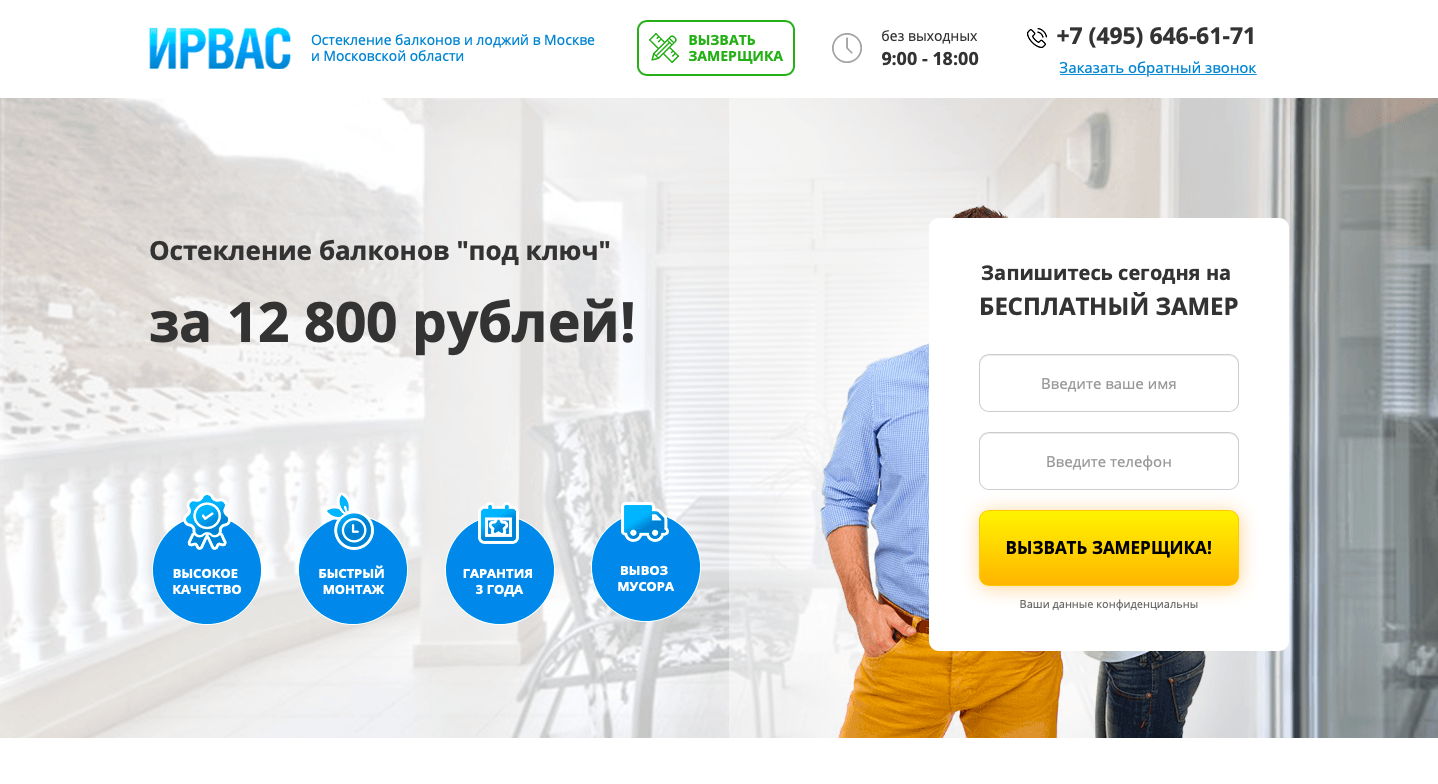 ИРВАС
Остекление балконов и лоджий в Москве
и Московской области
ВЫЗВАТЬ
ЗАМЕРЩИКА
без выходных
9:00 - 18:00
+7 (495) 646-61-71
Заказать обратный звонок
Остекление балконов "под ключ"
за 12 800 рублей!
ВЫСОКОЕ
КАЧЕСТВО
БЫСТРЫЙ
МОНТАЖ
ГАРАНТИЯ
3 ГОДА
ВЫВОЗ
МУСОРА
Запишитесь сегодня на
БЕСПЛАТНЫЙ ЗАМЕР
Введите ваше имя
Введите телефон
ВЫЗВАТЬ ЗАМЕРЩИКА!
Ваши данные конфиденциальны